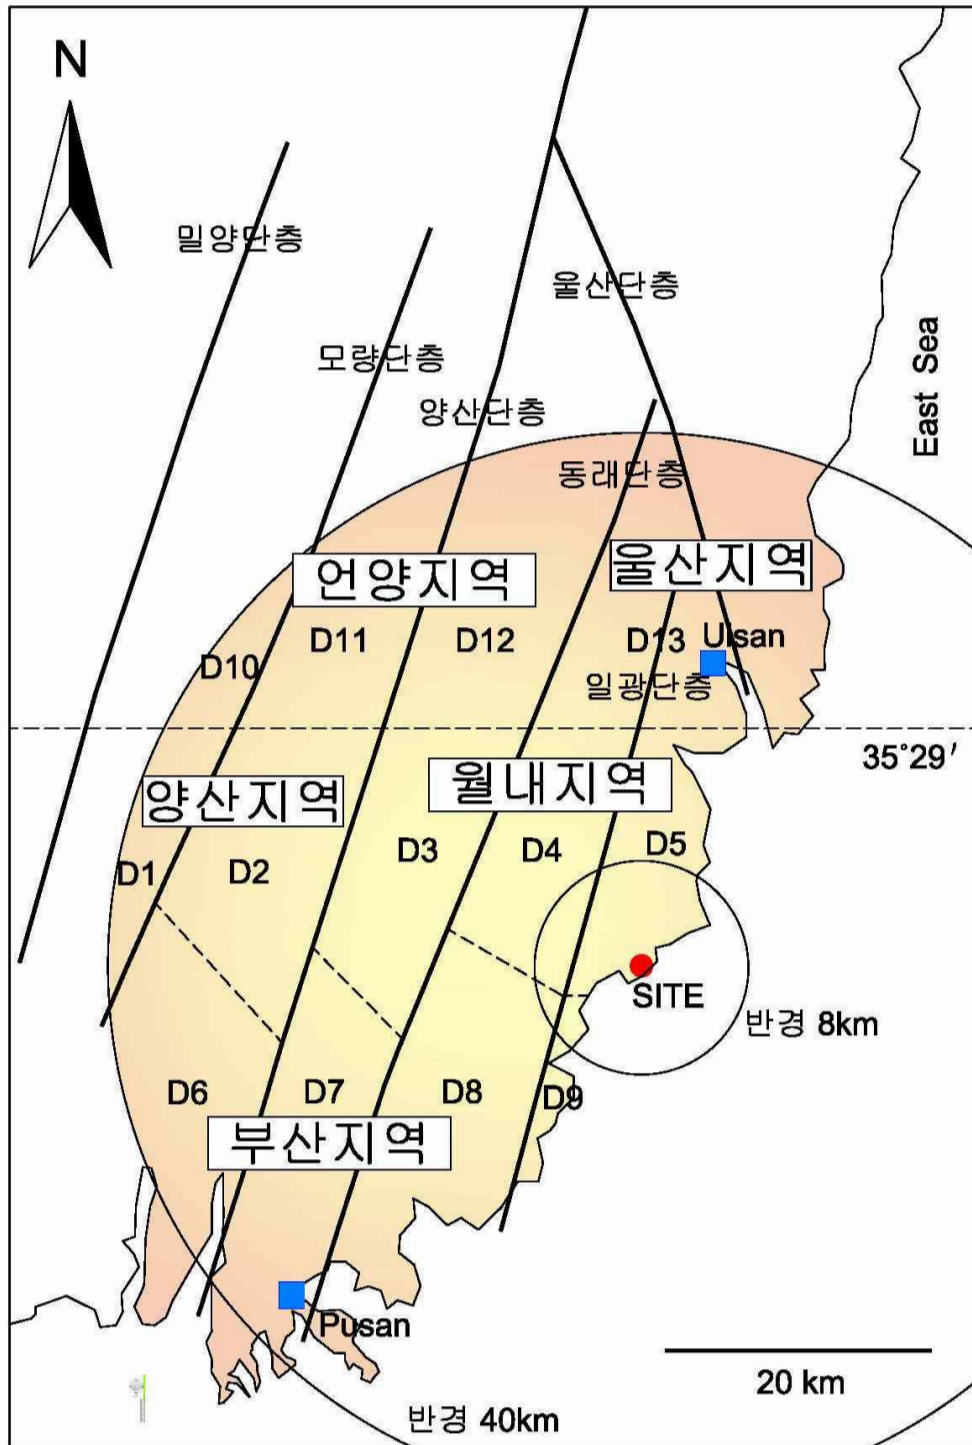 N
밀양단층
울산단층
모량단층
양산단층
East Sea
동래단층
언양지역
울산지역
D10
D11
D12
D13
Ulsan
일광단층
35°29′
양산지역
월내지역
D1
D2
D3
D4
D5
SITE
반경 8km
D6
D7
D8
D9
부산지역
Pusan
20 km
반경 40km